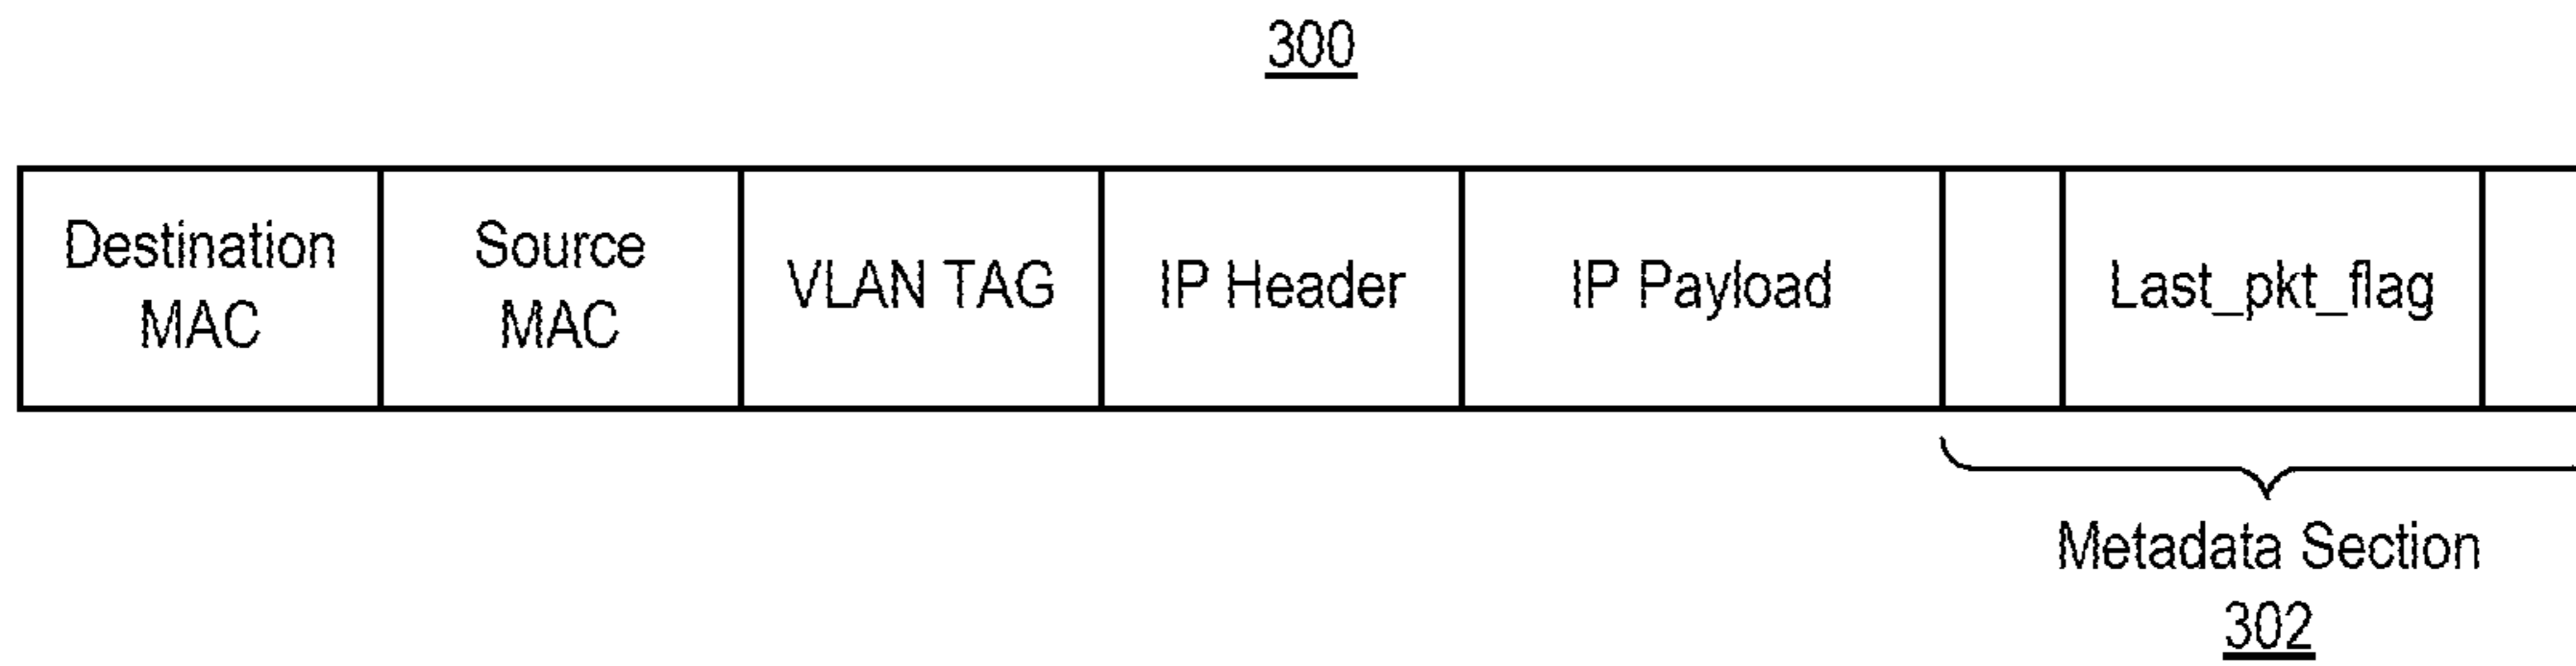 300
Destination
MAC
Source
MAC
VLAN TAG
IP Header
IP Payload
Last_pkt_flag
Metadata Section
302